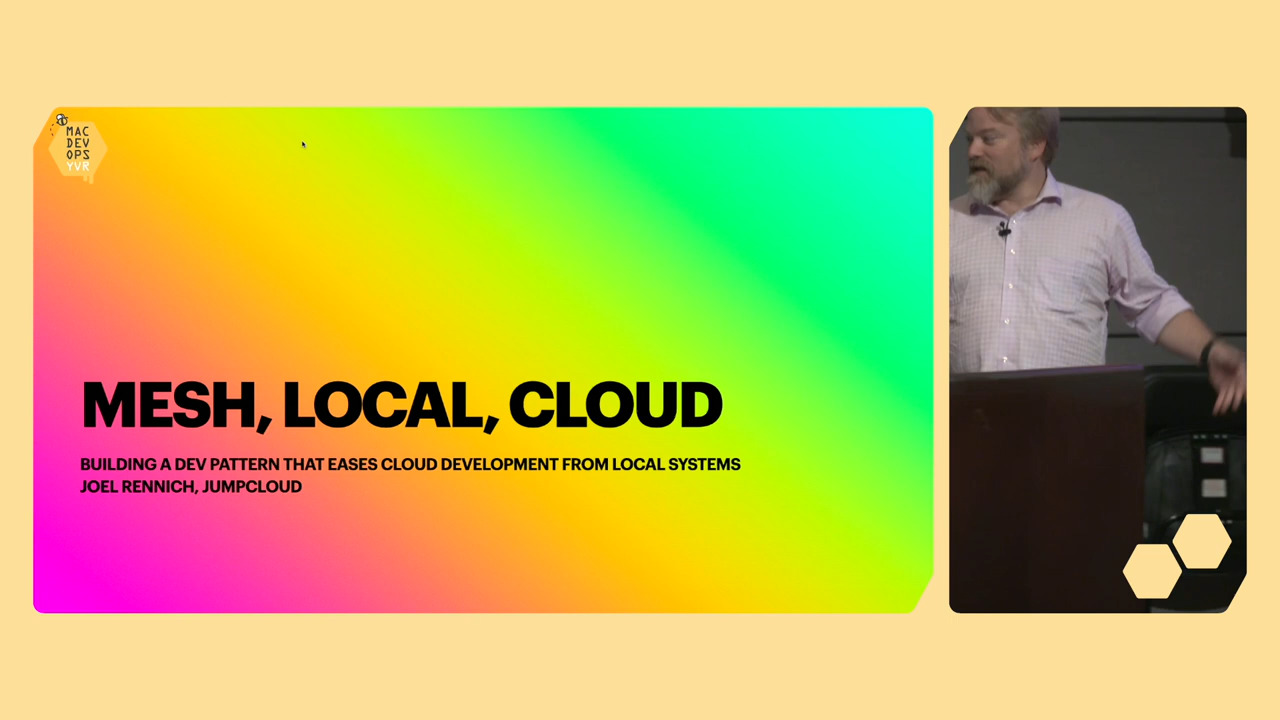 MAC
DEV
OPS
YVR
MESH, LOCAL, CLOUD
BUILDING A DEV PATTERN THAT EASES CLOUD DEVELOPMENT FROM LOCAL SYSTEMS
JOEL RENNICH, JUMPCLOUD